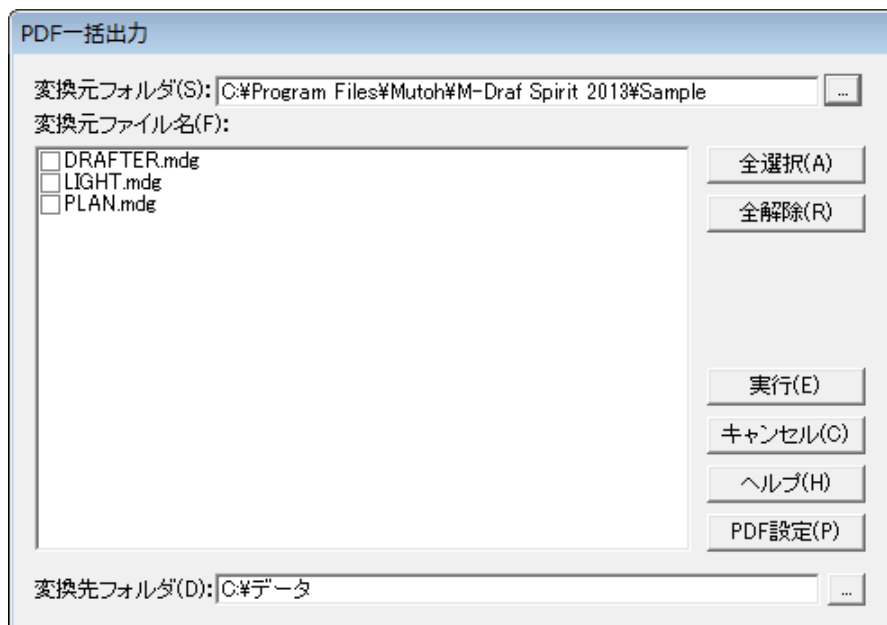 PDF一括出力
変換元フォルダ(S): C:¥Program Files¥Mutoh¥M-Draf Spirit 2013¥Sample ...
変換元ファイル名(F):
DRAFTER.mdg
LIGHT.mdg
PLAN.mdg
全選択(A)
全解除(R)
実行(E)
キャンセル(C)
ヘルプ(H)
PDF設定(P)
変換先フォルダ(D): C:¥データ ...